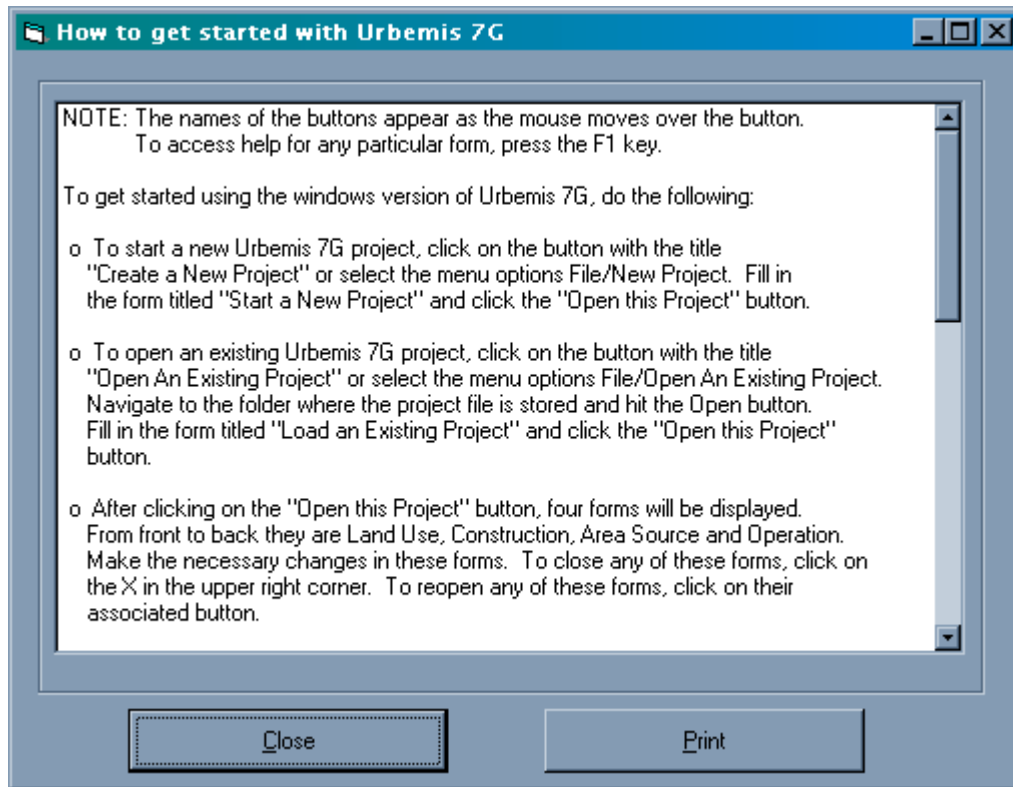 How to get started with Urbemis 7G
NOTE: The names of the buttons appear as the mouse moves over the button.
To access help for any particular form, press the F1 key.
To get started using the windows version of Urbemis 7G, do the following:
o To start a new Urbemis 7G project, click on the button with the title
"Create a New Project" or select the menu options File/New Project. Fill in
the form titled "Start a New Project" and click the "Open this Project" button.
o To open an existing Urbemis 7G project, click on the button with the title
"Open An Existing Project" or select the menu options File/Open An Existing Project.
Navigate to the folder where the project file is stored and hit the Open button.
Fill in the form titled "Load an Existing Project" and click the "Open this Project"
button.
o After clicking on the "Open this Project" button, four forms will be displayed.
From front to back they are Land Use, Construction, Area Source and Operation.
Make the necessary changes in these forms. To close any of these forms, click on
the X in the upper right corner. To reopen any of these forms, click on their
associated button.
Close
Print